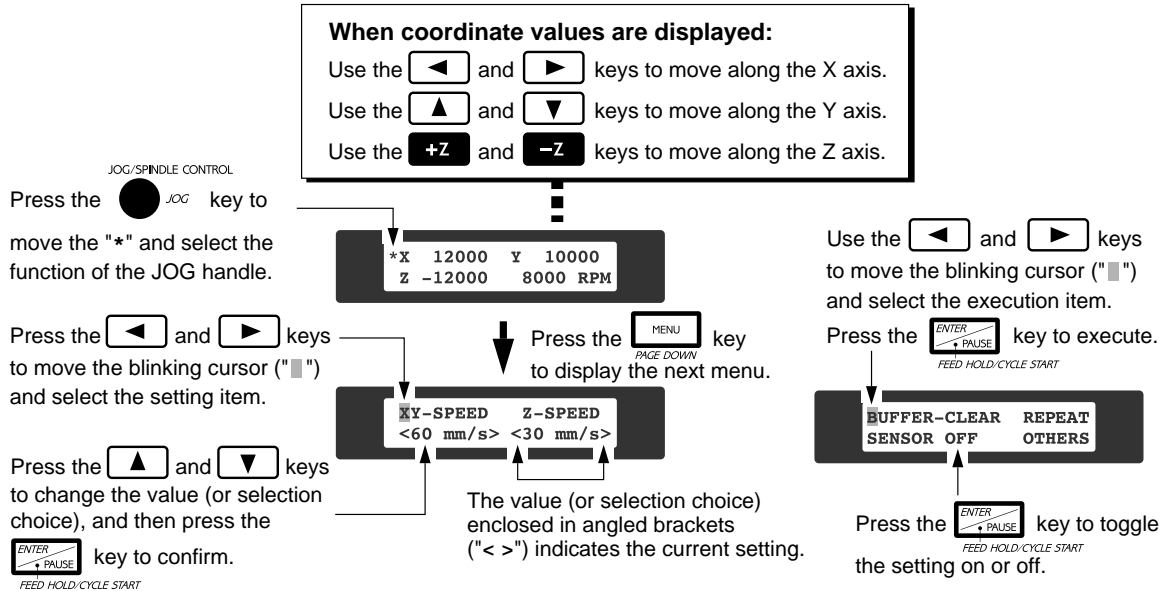 When coordinate values are displayed:
Use the ◄ and ► keys to move along the X axis.
Use the ▲ and ▼ keys to move along the Y axis.
Use the +Z and −Z keys to move along the Z axis.
JOG/SPINDLE CONTROL
Press the JOG key to
move the "*" and select the
function of the JOG handle.
*X 12000 Y 10000
Z -12000 8000 RPM
Press the ◄ and ► keys
to move the blinking cursor (" ")
and select the setting item.
Press the MENU key
PAGE DOWN
to display the next menu.
XY-SPEED Z-SPEED
<60 mm/s> <30 mm/s>
Press the ▲ and ▼ keys
to change the value (or selection
choice), and then press the
ENTER PAUSE key to confirm.
FEED HOLD/CYCLE START
The value (or selection choice)
enclosed in angled brackets
("< >") indicates the current setting.
Use the ◄ and ► keys
to move the blinking cursor (" ")
and select the execution item.
Press the ENTER PAUSE key to execute.
FEED HOLD/CYCLE START
BUFFER-CLEAR REPEAT
SENSOR OFF OTHERS
Press the ENTER PAUSE key to toggle
FEED HOLD/CYCLE START
the setting on or off.